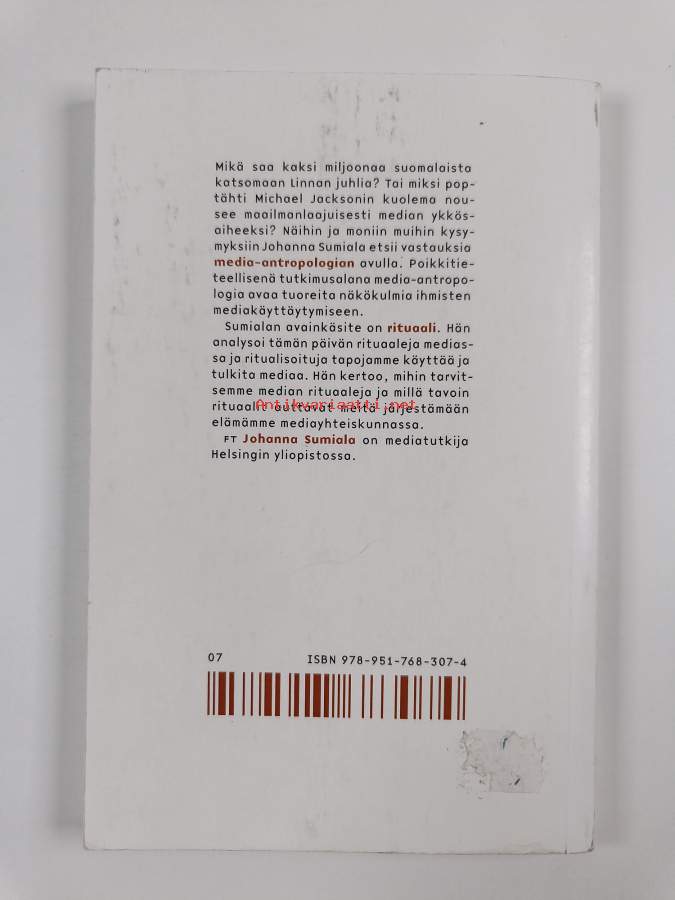 Mikä saa kaksi miljoonaa suomalaista
katsomaan Linnan juhlia? Tai miksi pop-
tähti Michael Jacksonin kuolema nou-
see maailmanlaajuisesti median ykkös-
aiheeksi? Näihin ja moniin muihin kysy-
myksiin Johanna Sumiala etsii vastauksia
media-antropologian avulla. Poikkitie-
teellisenä tutkimusalana media-antropo-
logia avaa tuoreita näkökulmia ihmisten
mediakäyttäytymiseen.
Sumialan avainkäsite on rituaali. Hän
analysoi tämän päivän rituaaleja medias-
sa ja ritualisoituja tapojamme käyttää ja
tulkita mediaa. Hän kertoo, mihin tarvit-
semme median rituaaleja ja millä tavoin
rituaalit auttavat meitä järjestämään
Antikvariaatti.net
elämämme mediayhteiskunnassa.
FT Johanna Sumiala on mediatutkija
Helsingin yliopistossa.
07 ISBN 978-951-768-307-4